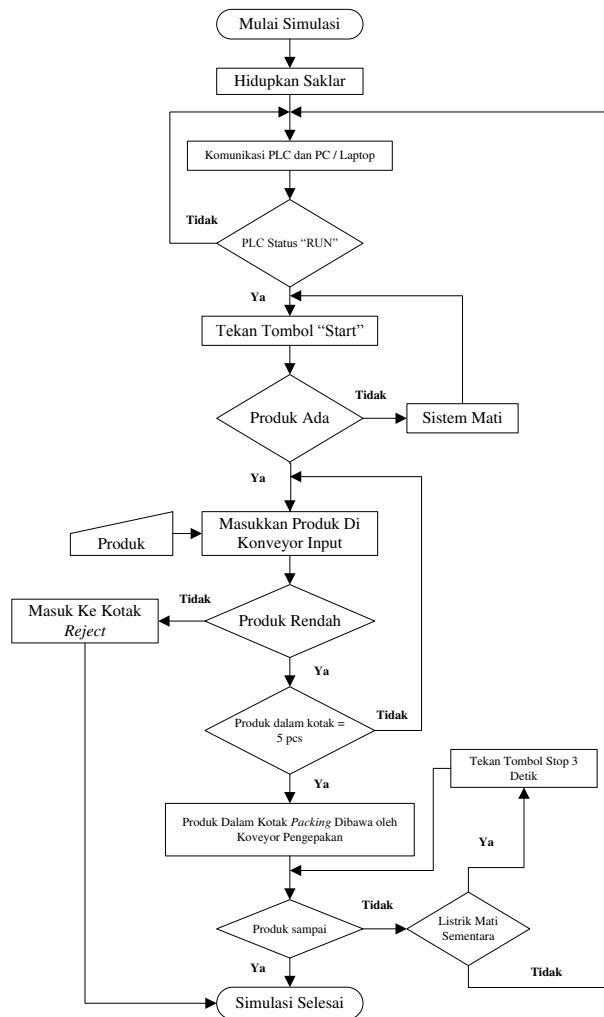 Mulai Simulasi
Hidupkan Saklar
Komunikasi PLC dan PC / Laptop
Tidak
PLC Status “RUN”
Ya
Tekan Tombol “Start”
Tidak
Produk Ada
Sistem Mati
Ya
Masukkan Produk Di
Konveyor Input
Produk
Tidak
Masuk Ke Kotak
Reject
Produk Rendah
Ya
Produk dalam kotak =
5 pcs
Tidak
Ya
Tekan Tombol Stop 3
Detik
Produk Dalam Kotak Packing Dibawa oleh
Koveyor Pengepakan
Ya
Tidak
Produk sampai
Listrik Mati
Sementara
Ya
Tidak
Simulasi Selesai